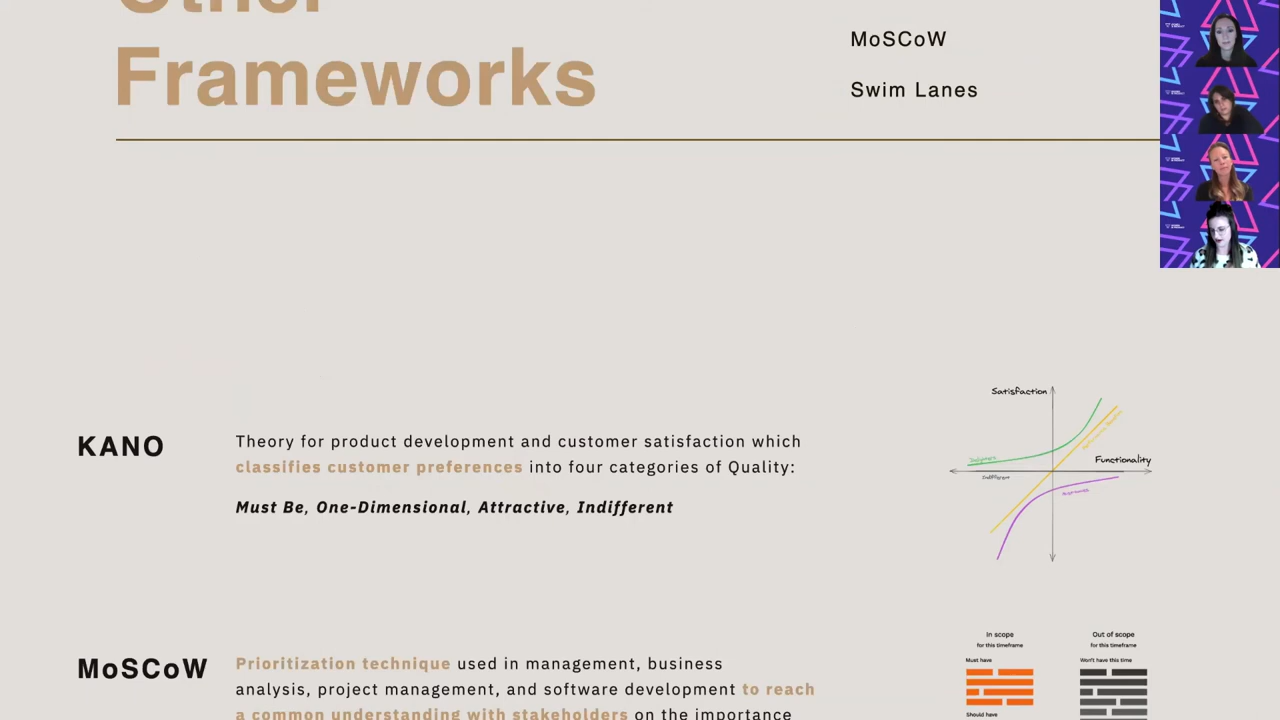 Other
Frameworks
MoSCoW
Swim Lanes
KANO
Theory for product development and customer satisfaction which
classifies customer preferences into four categories of Quality:
Must Be, One-Dimensional, Attractive, Indifferent
Satisfaction
Functionality
Indifferent
MoSCoW
Prioritization technique used in management, business
analysis, project management, and software development to reach
a common understanding with stakeholders on the importance
In scope
for this timeframe
Must have
Should have
Out of scope
for this timeframe
Won't have this time